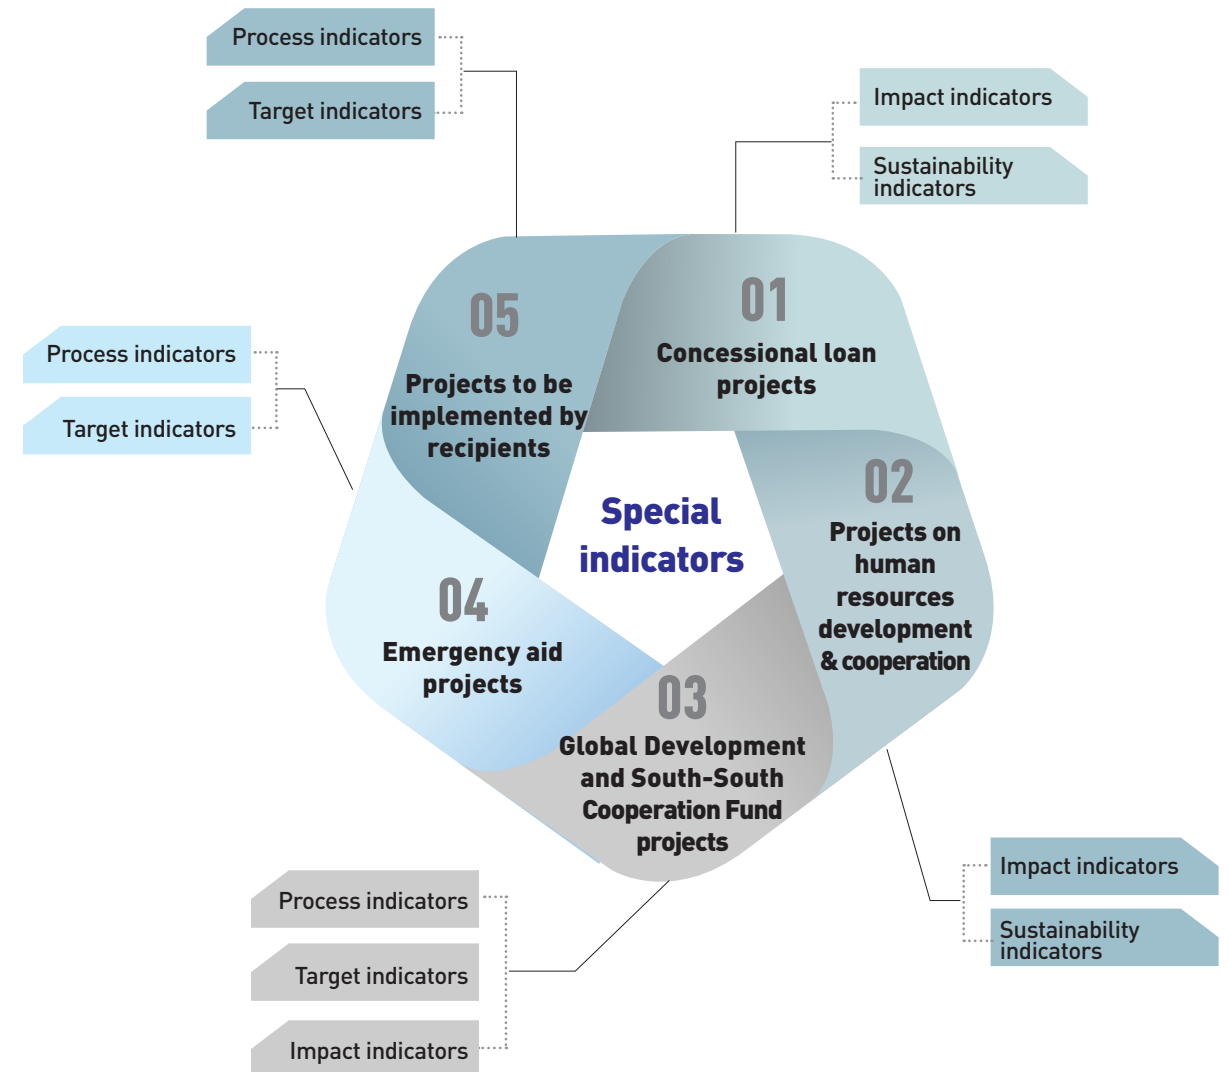 Process indicators
Target indicators
Impact indicators
Sustainability
indicators
05
Projects to be
implemented by
recipients
01
Concessional loan
projects
Process indicators
Target indicators
Special
indicators
02
Projects on
human
resources
development
& cooperation
04
Emergency aid
projects
03
Global Development
and South-South
Cooperation Fund
projects
Impact indicators
Sustainability
indicators
Process indicators
Target indicators
Impact indicators